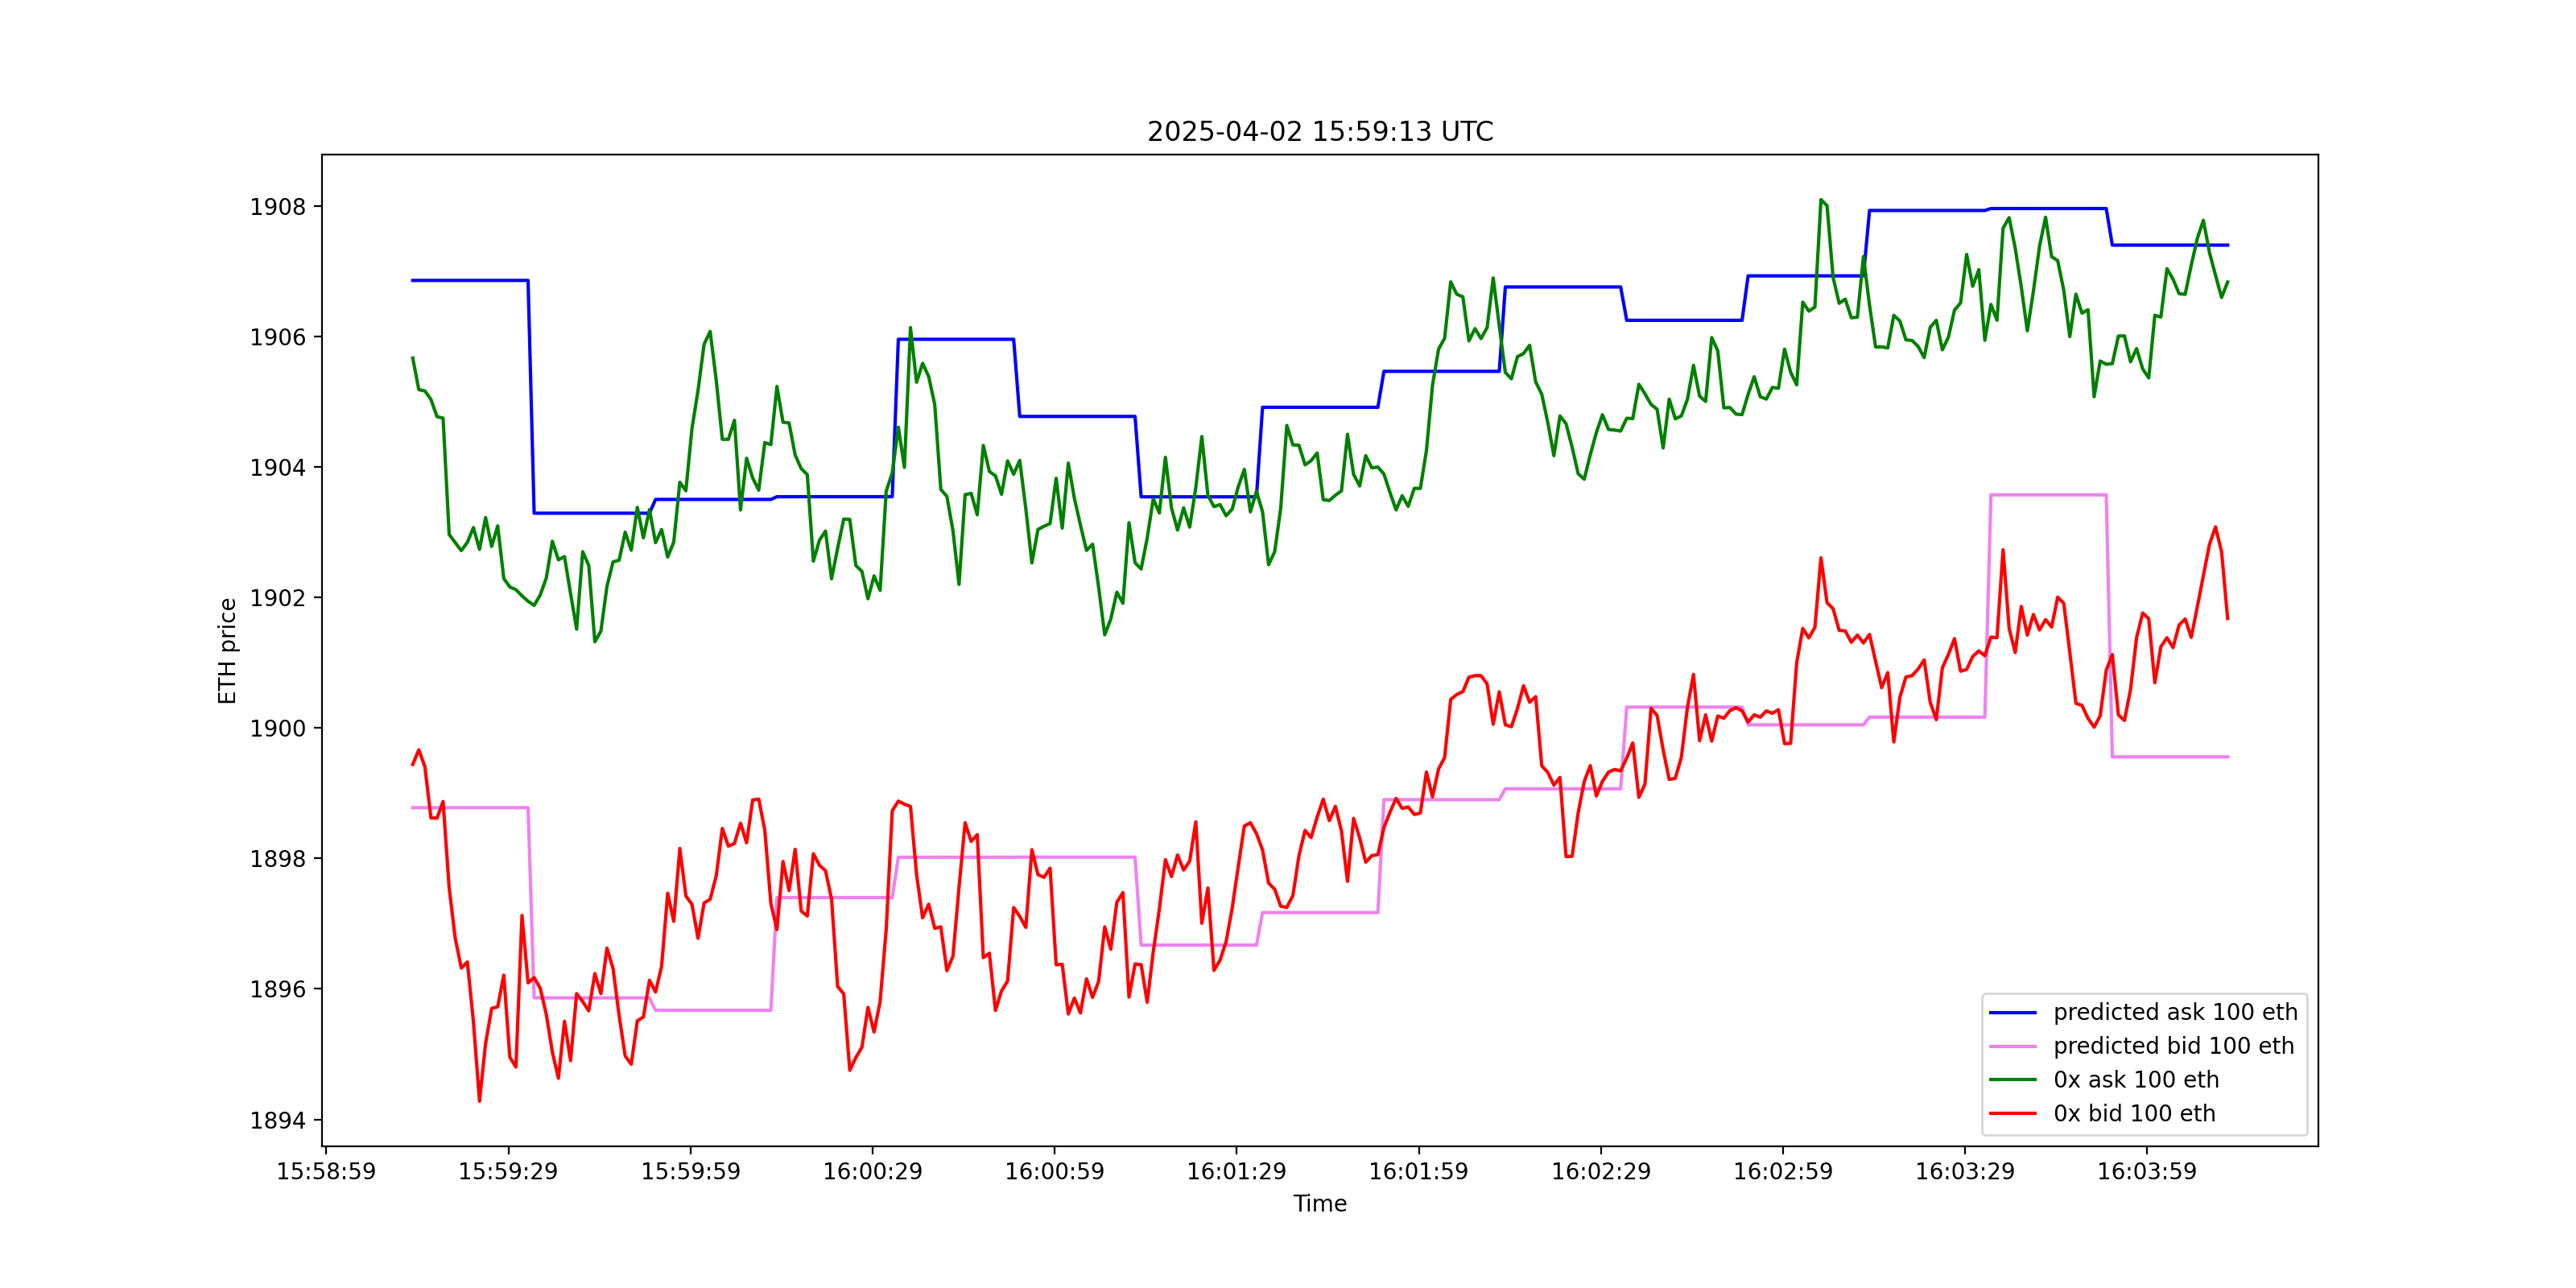 2025-04-02 15:59:13 UTC
1908
1906
1904
1902
1900
1898
1896
1894
ETH price
15:58:59 15:59:29 15:59:59 16:00:29 16:00:59 16:01:29 16:01:59 16:02:29 16:02:59 16:03:29 16:03:59
Time
predicted ask 100 eth
predicted bid 100 eth
0x ask 100 eth
0x bid 100 eth